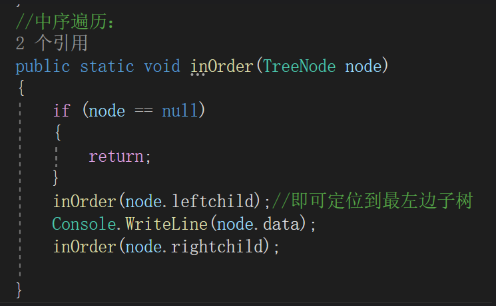 }
//中序遍历：
2 个引用
public static void inOrder(TreeNode node)
{
if (node == null)
{
return;
}
inOrder(node.leftchild);//即可定位到最左边子树
Console.WriteLine(node.data);
inOrder(node.rightchild);
}